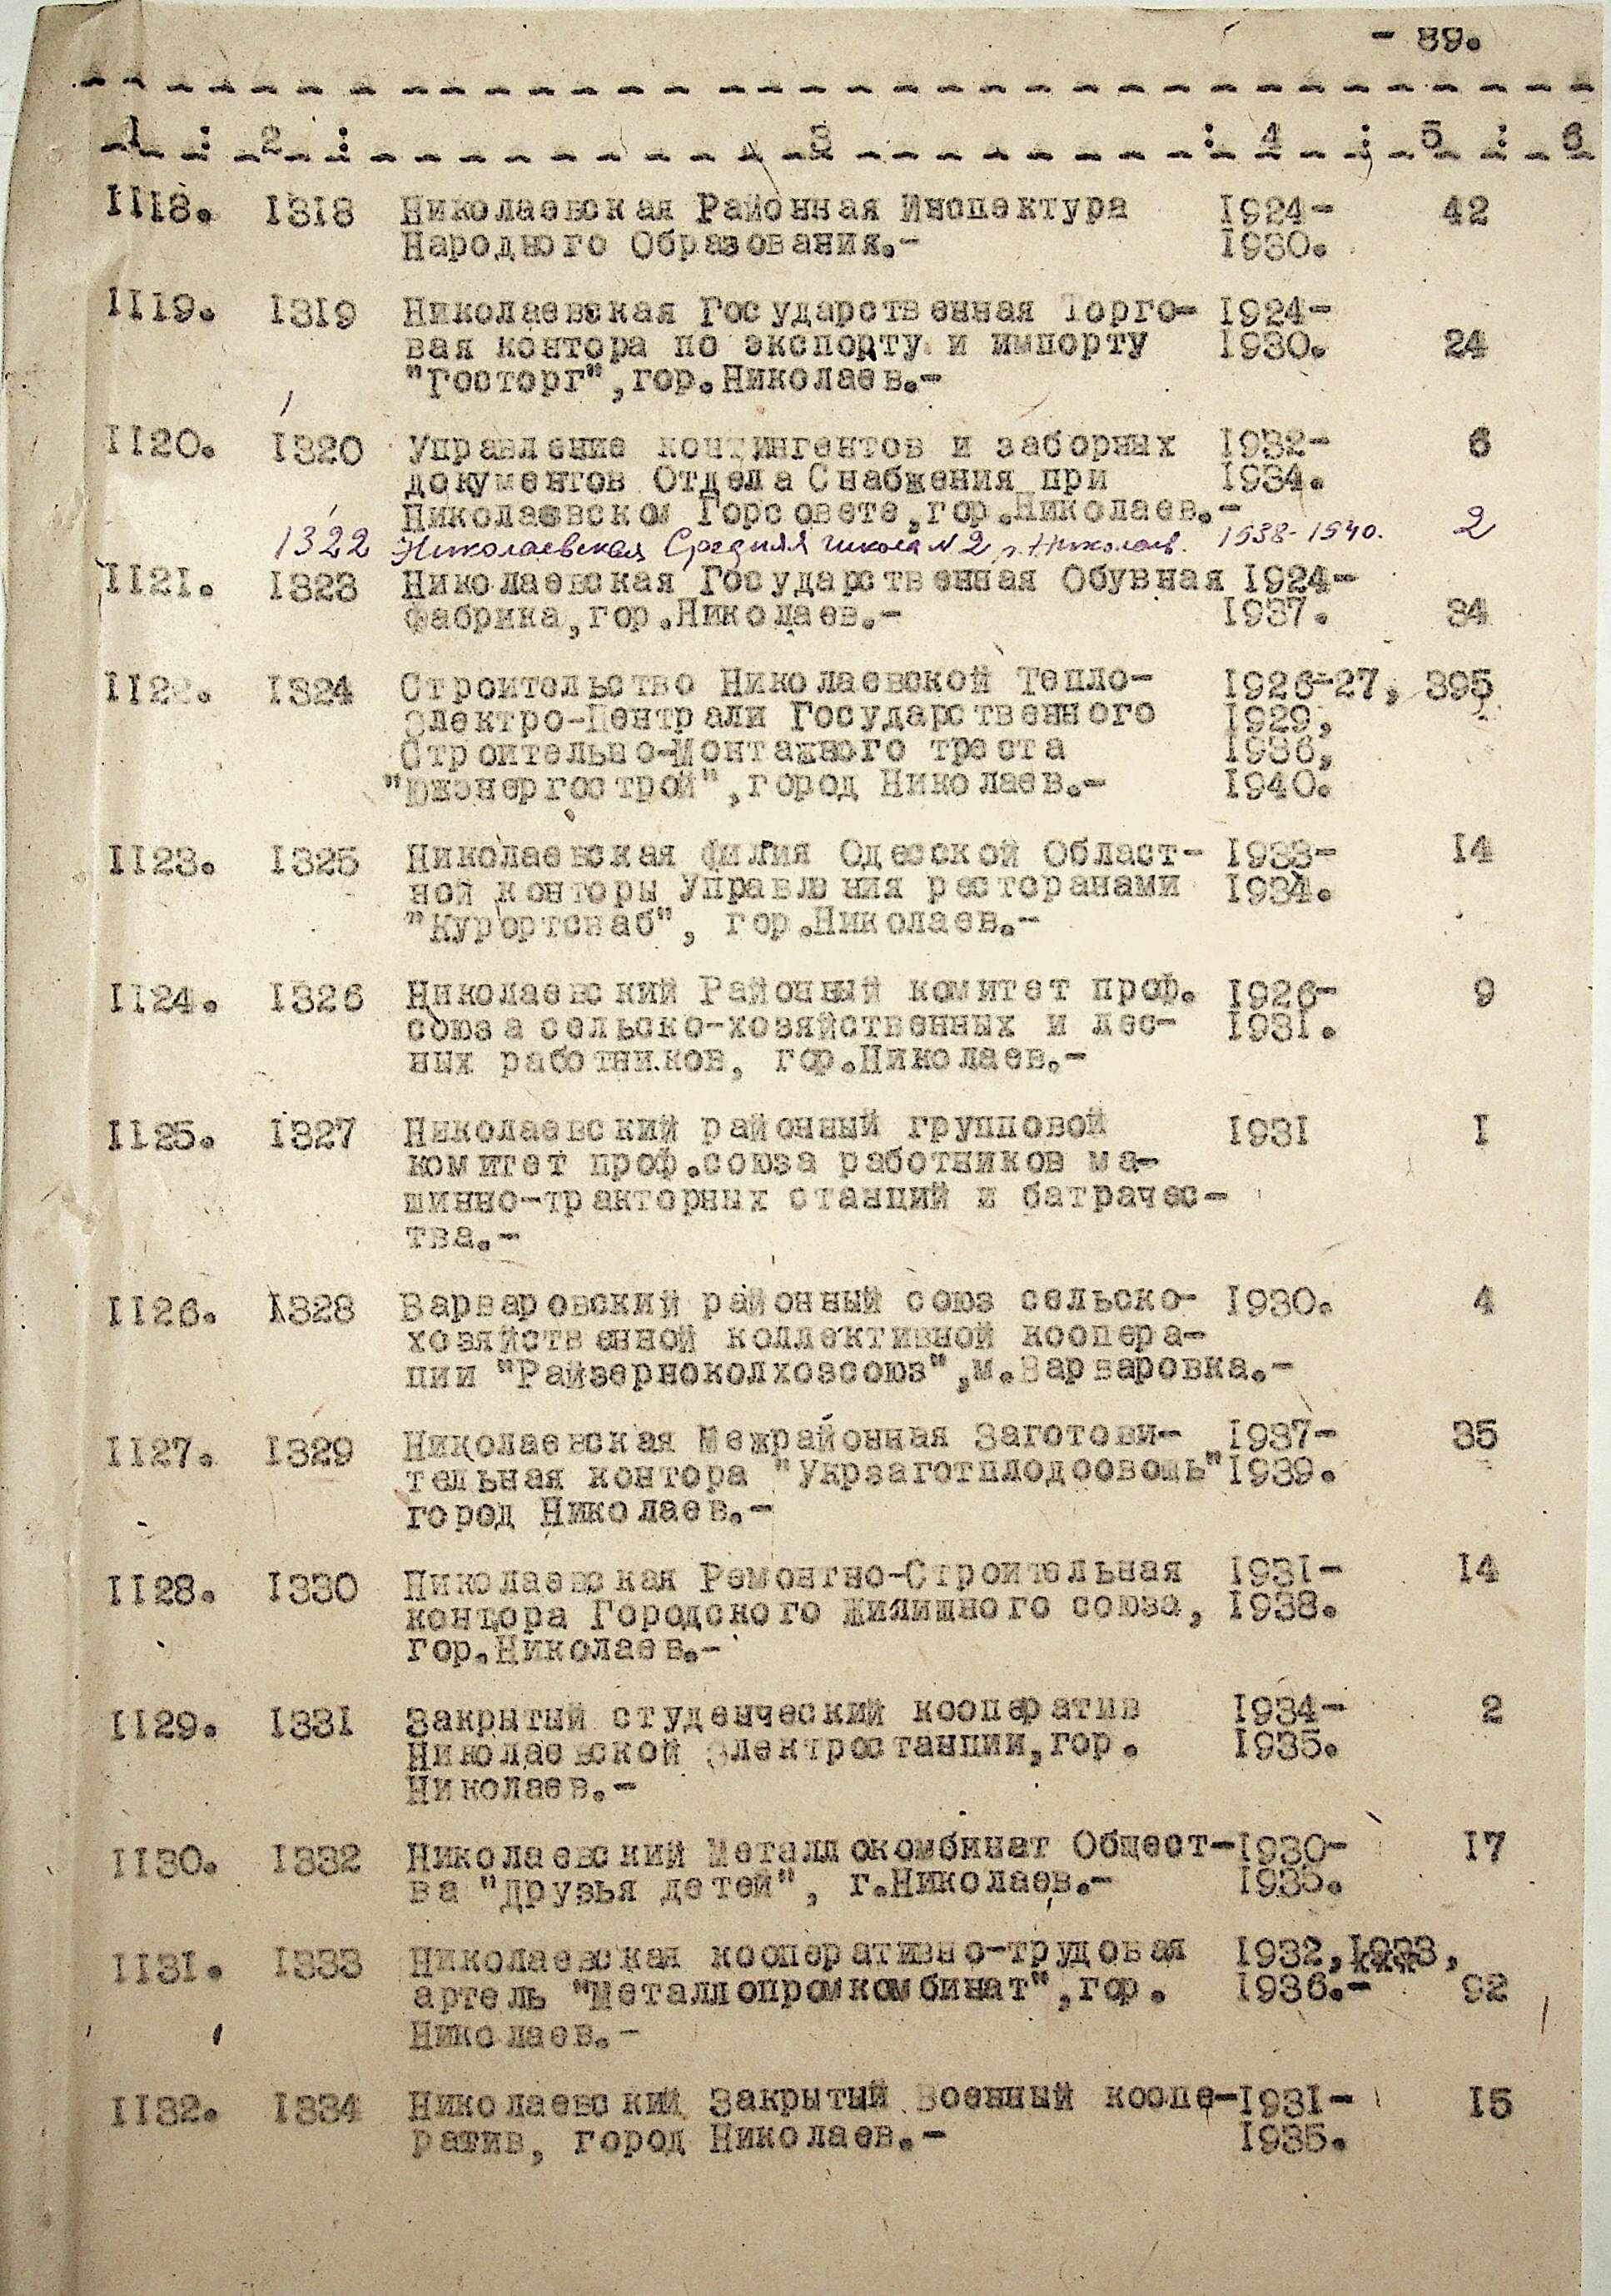 - 89.
1 : 2 : 3 : 4 : 5 : 6
1118. 1318 Николаевская Районная Инспектура 1924- 42
Народного Образования.- 1930.
1119. 1319 Николаевская Государственная Торго- 1924-
вая контора по экспорту и импорту 1930. 24
"Госторг", гор.Николаев.-
1120. 1320 Управление контингентов и заборных 1932- 6
документов Отдела Снабжения при 1934.
Николаевском Горсовете,гор.Николаев.-
1322 Николаевская Средняя школа N 2, г. Николаев. 1938-1940. 2
1121. 1323 Николаевская Государственная Обувная 1924-
фабрика,гор.Николаев.- 1937. 34
1122. 1324 Строительство Николаевской Тепло- 1926-27, 395
Электро-Централи Государственного 1929,
Строительно-Монтажного треста 1936,
"Южэнергострой",город Николаев.- 1940.
1123. 1325 Николаевская филия Одесской Област- 1933- 14
ной конторы Управления ресторанами 1934.
"Курортснаб", гор.Николаев.-
1124. 1326 Николаевский Районный комитет проф. 1926- 9
союза сельско-хозяйственных и лес- 1931.
ных работников, гор.Николаев.-
1125. 1327 Николаевский районный групповой 1931 1
комитет проф.союза работников ма-
шинно-тракторных станций и батрачес-
тва.-
1126. 1328 Варваровский районный союз сельско- 1930. 4
хозяйственной коллективной коопера-
ции "Райзерноколхозсоюз",м.Варваровка.-
1127. 1329 Николаевская Межрайонная Заготови- 1937- 35
тельная контора "Укрзаготплодоовощь" 1939.
город Николаев.-
1128. 1330 Николаевская Ремонтно-Строительная 1931- 14
контора Городского жилищного союза, 1938.
гор.Николаев.-
1129. 1331 Закрытый студенческий кооператив 1934- 2
Николаевской Электростанции,гор. 1935.
Николаев.-
1130. 1332 Николаевский Металлокомбинат Общест- 1930- 17
ва "Друзья детей", г.Николаев.- 1935.
1131. 1333 Николаевская кооперативно-трудовая 1932,1933,
артель "Металлопромкомбинат",гор. 1936.- 92
Николаев.-
1132. 1334 Николаевский Закрытый Военный коопе- 1931- 15
ратив, город Николаев.- 1935.